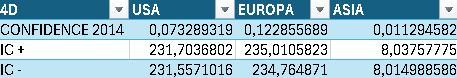 4D USA EUROPA ASIA
CONFIDENCE 2014 0,073289319 0,122855689 0,011294582
IC + 231,7036802 235,0105823 8,03757775
IC - 231,5571016 234,764871 8,014988586